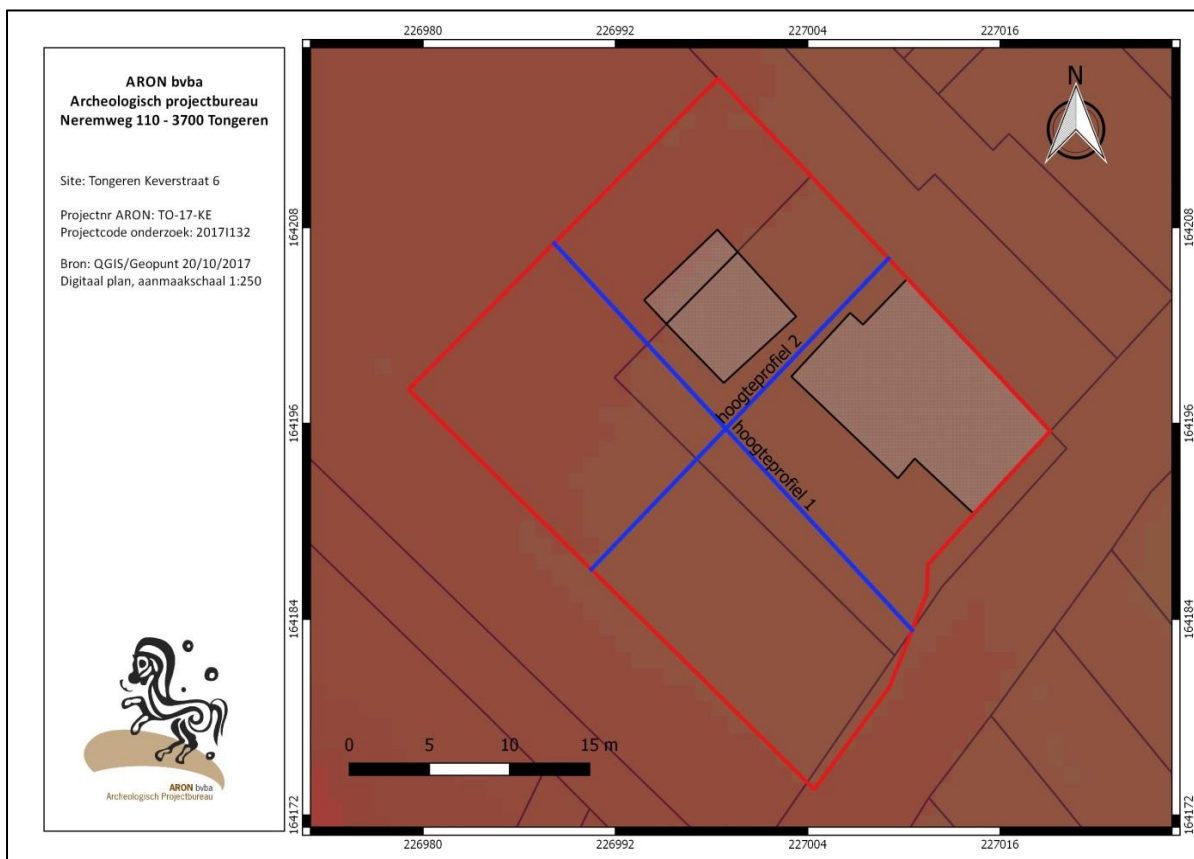 ARON bvba
Archeologisch projectbureau
Neremweg 110 - 3700 Tongeren
Site: Tongeren Keverstraat 6
Projectnr ARON: TO-17-KE
Projectcode onderzoek: 2017I132
Bron: QGIS/Geopunt 20/10/2017
Digitaal plan, aanmaakschaal 1:250
ARON bvba
Archeologisch Projectbureau
226980 226992 227004 227016
164208 164208
164196 164196
164184 164184
164172 164172
N
hoogteprofiel 2
hoogteprofiel 1
0 5 10 15 m
226980 226992 227004 227016